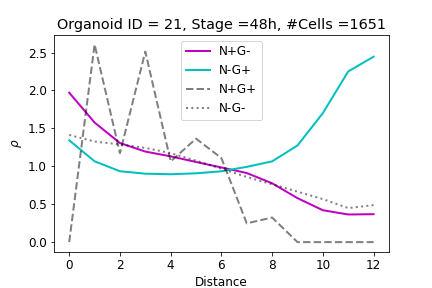 Organoid ID = 21, Stage =48h, #Cells =1651
N+G-
N-G+
N+G+
N-G-
2.5
2.0
1.5
1.0
0.5
0.0
ρ
0 2 4 6 8 10 12
Distance